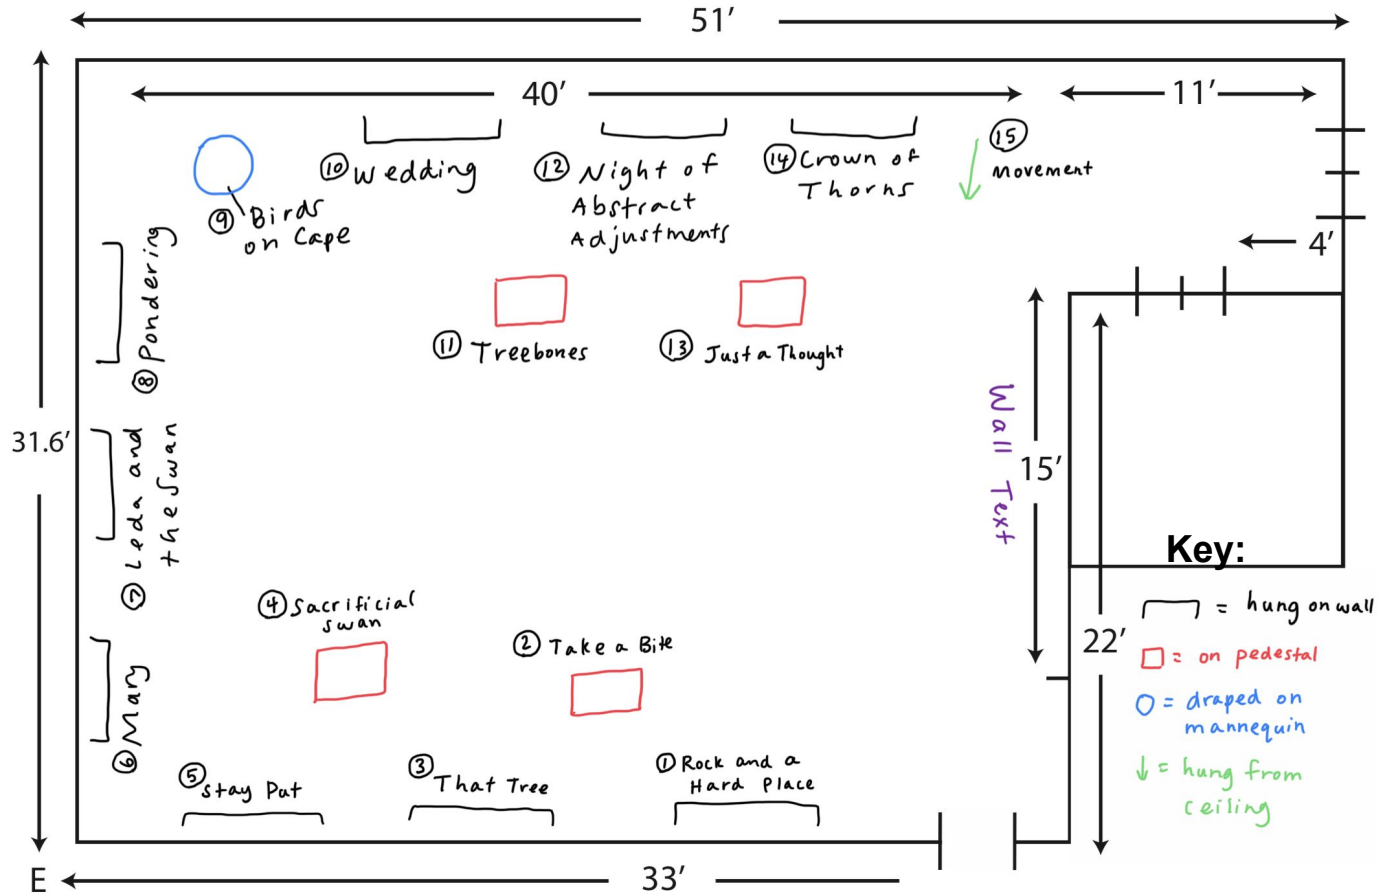 51'
40'
11'
⑮
Movement
⑩ Wedding
⑫ Night of
Abstract
Adjustments
⑭ Crown of
Thorns
⑨ Birds
on Cape
4'
⑧ Pondering
⑪ Treebones
⑬ Just a Thought
31.6'
⑦ Leda and
the Swan
Wall Text
15'
22'
④ Sacrificial
swan
② Take a Bite
⑥ Mary
⑤ Stay Put
③ That Tree
① Rock and a
Hard Place
E
33'
Key:
= hung on wall
= on pedestal
= draped on
mannequin
↓ = hung from
ceiling